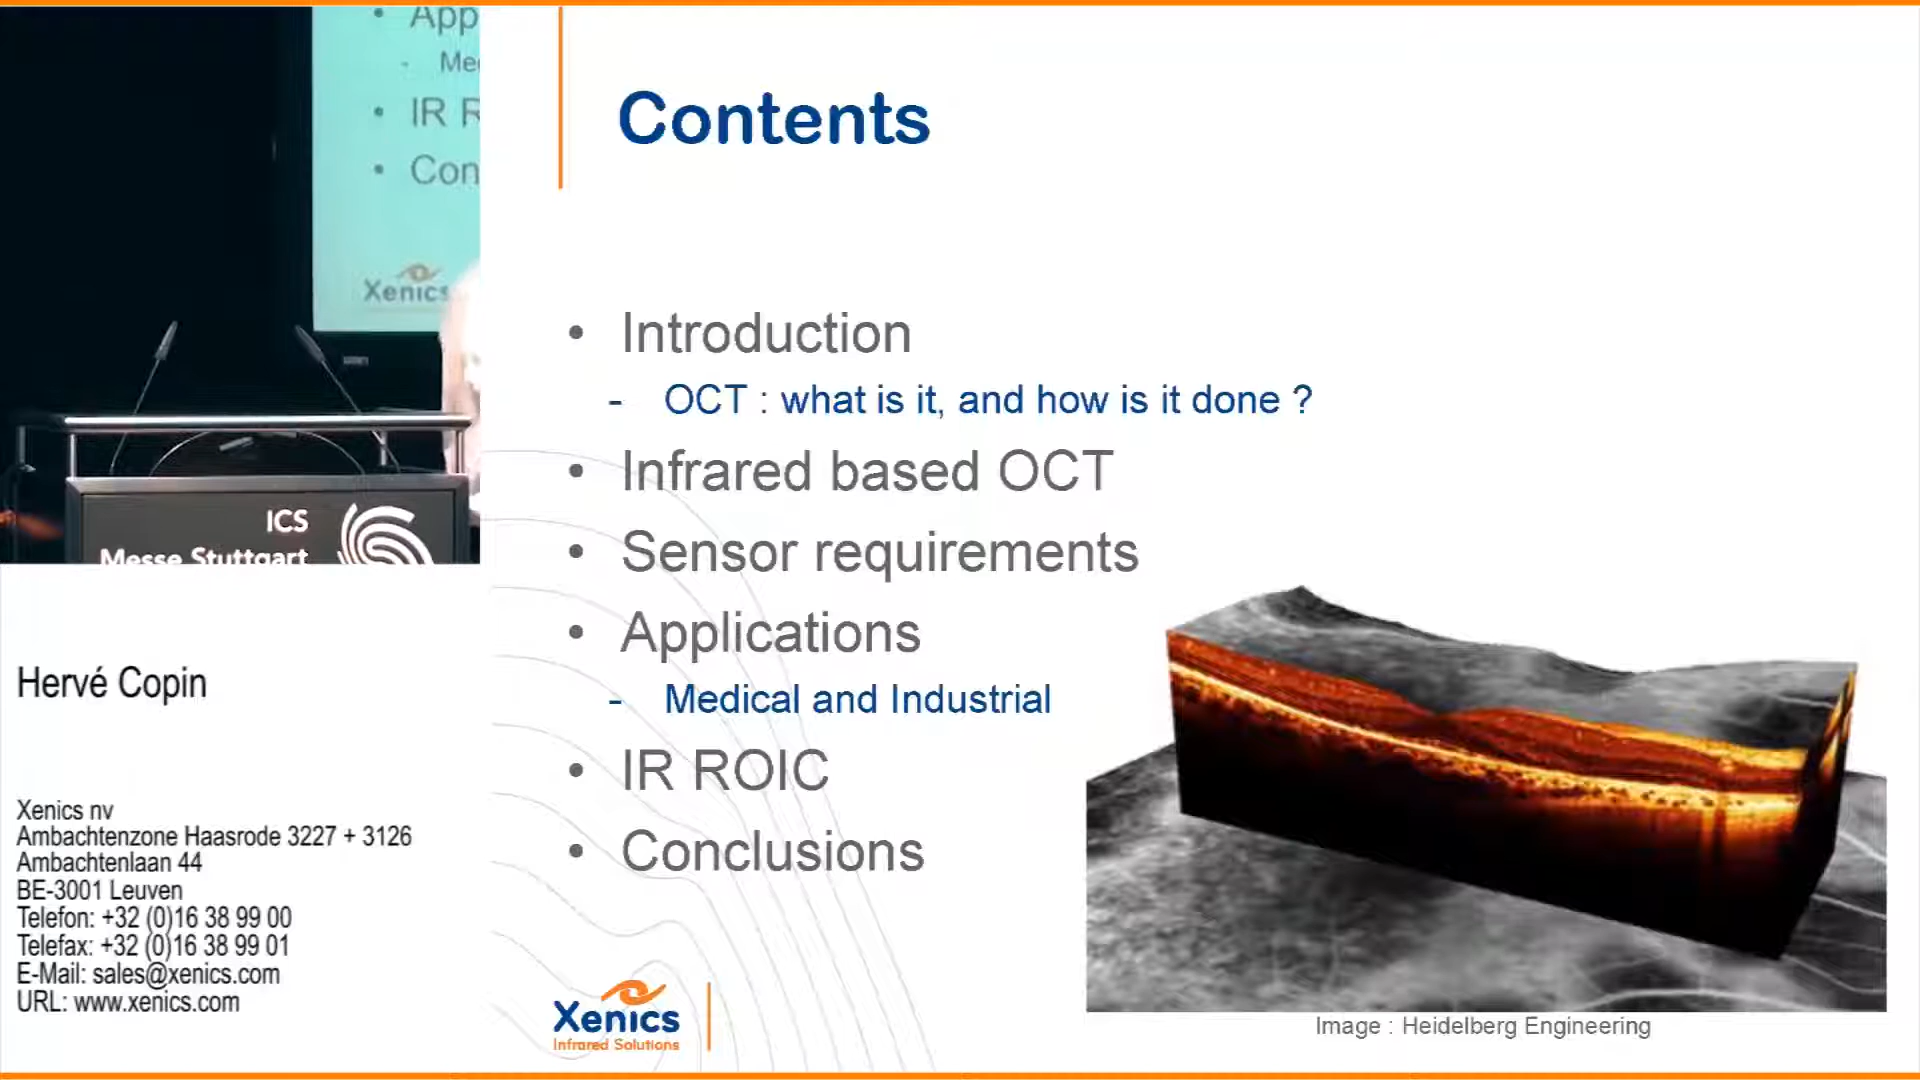 App
- Me
• IR R
• Con
Xenics
ICS
Messe Stuttgart
Hervé Copin
Xenics nv
Ambachtenzone Haasrode 3227 + 3126
Ambachtenlaan 44
BE-3001 Leuven
Telefon: +32 (0)16 38 99 00
Telefax: +32 (0)16 38 99 01
E-Mail: sales@xenics.com
URL: www.xenics.com
Contents
• Introduction
- OCT : what is it, and how is it done ?
• Infrared based OCT
• Sensor requirements
• Applications
- Medical and Industrial
• IR ROIC
• Conclusions
Image : Heidelberg Engineering
Xenics
Infrared Solutions